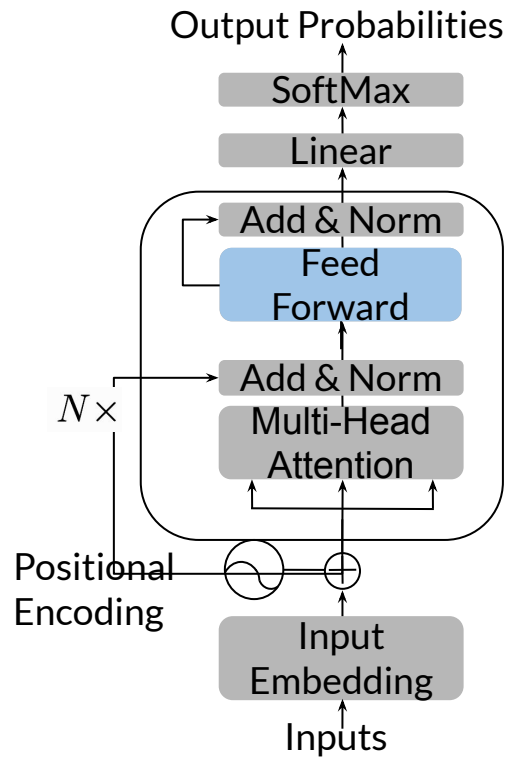 Output Probabilities
SoftMax
Linear
Add & Norm
Feed
Forward
Add & Norm
N×
Multi-Head
Attention
Positional
Encoding
Input
Embedding
Inputs